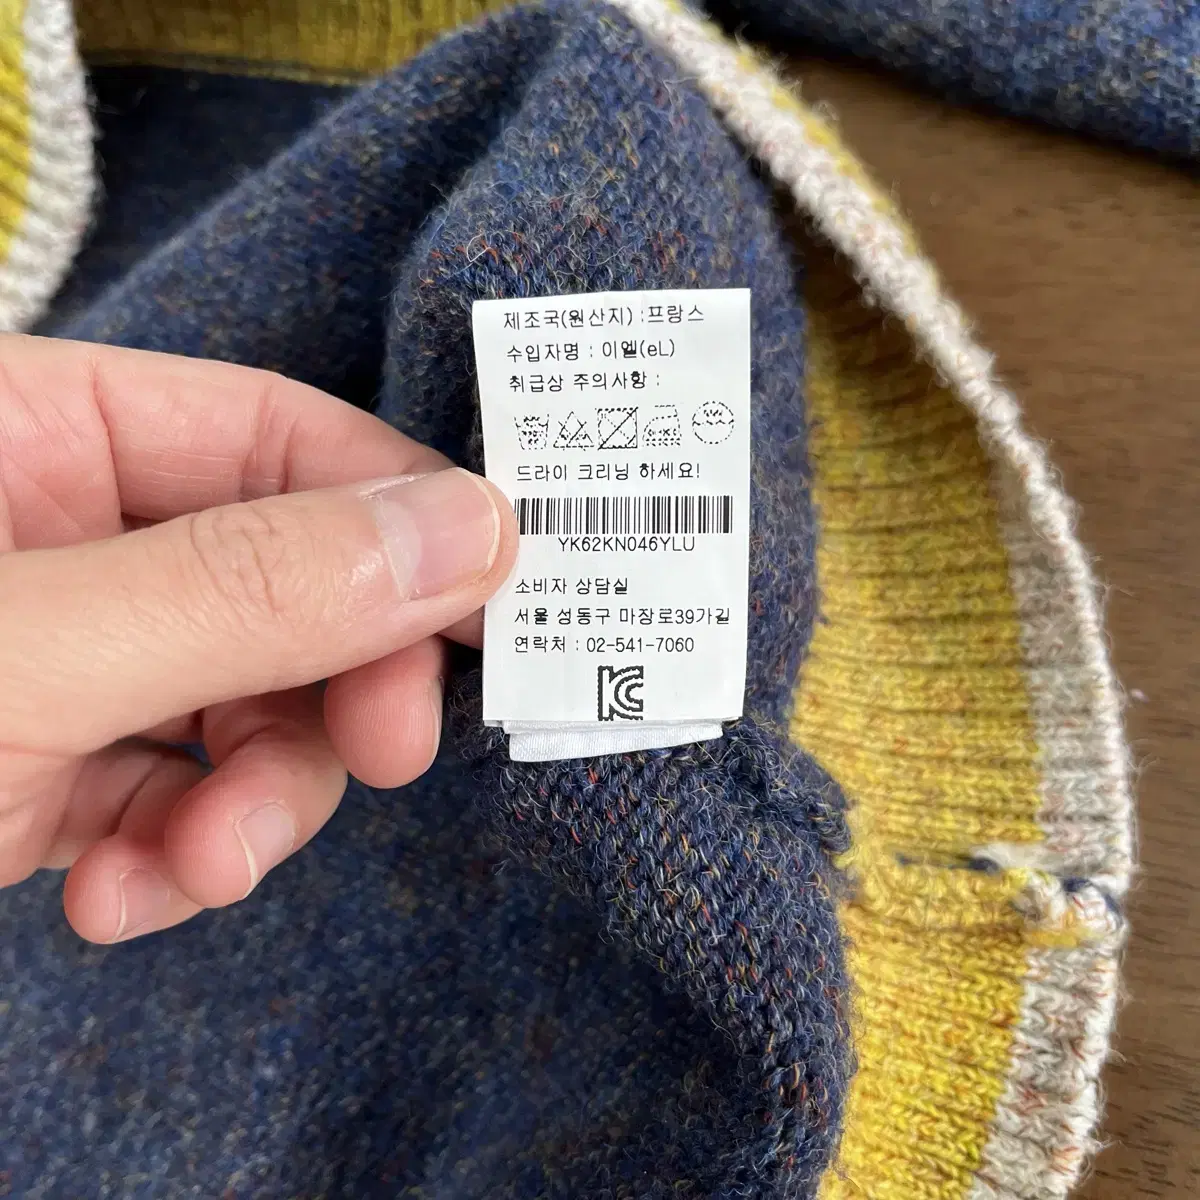 제조국(원산지) :프랑스
수입자명 : 이엘(eL)
취급상 주의사항 :
드라이 크리닝 하세요!
YK62KN046YLU
소비자 상담실
서울 성동구 마장로39가길
연락처 : 02-541-7060
KC